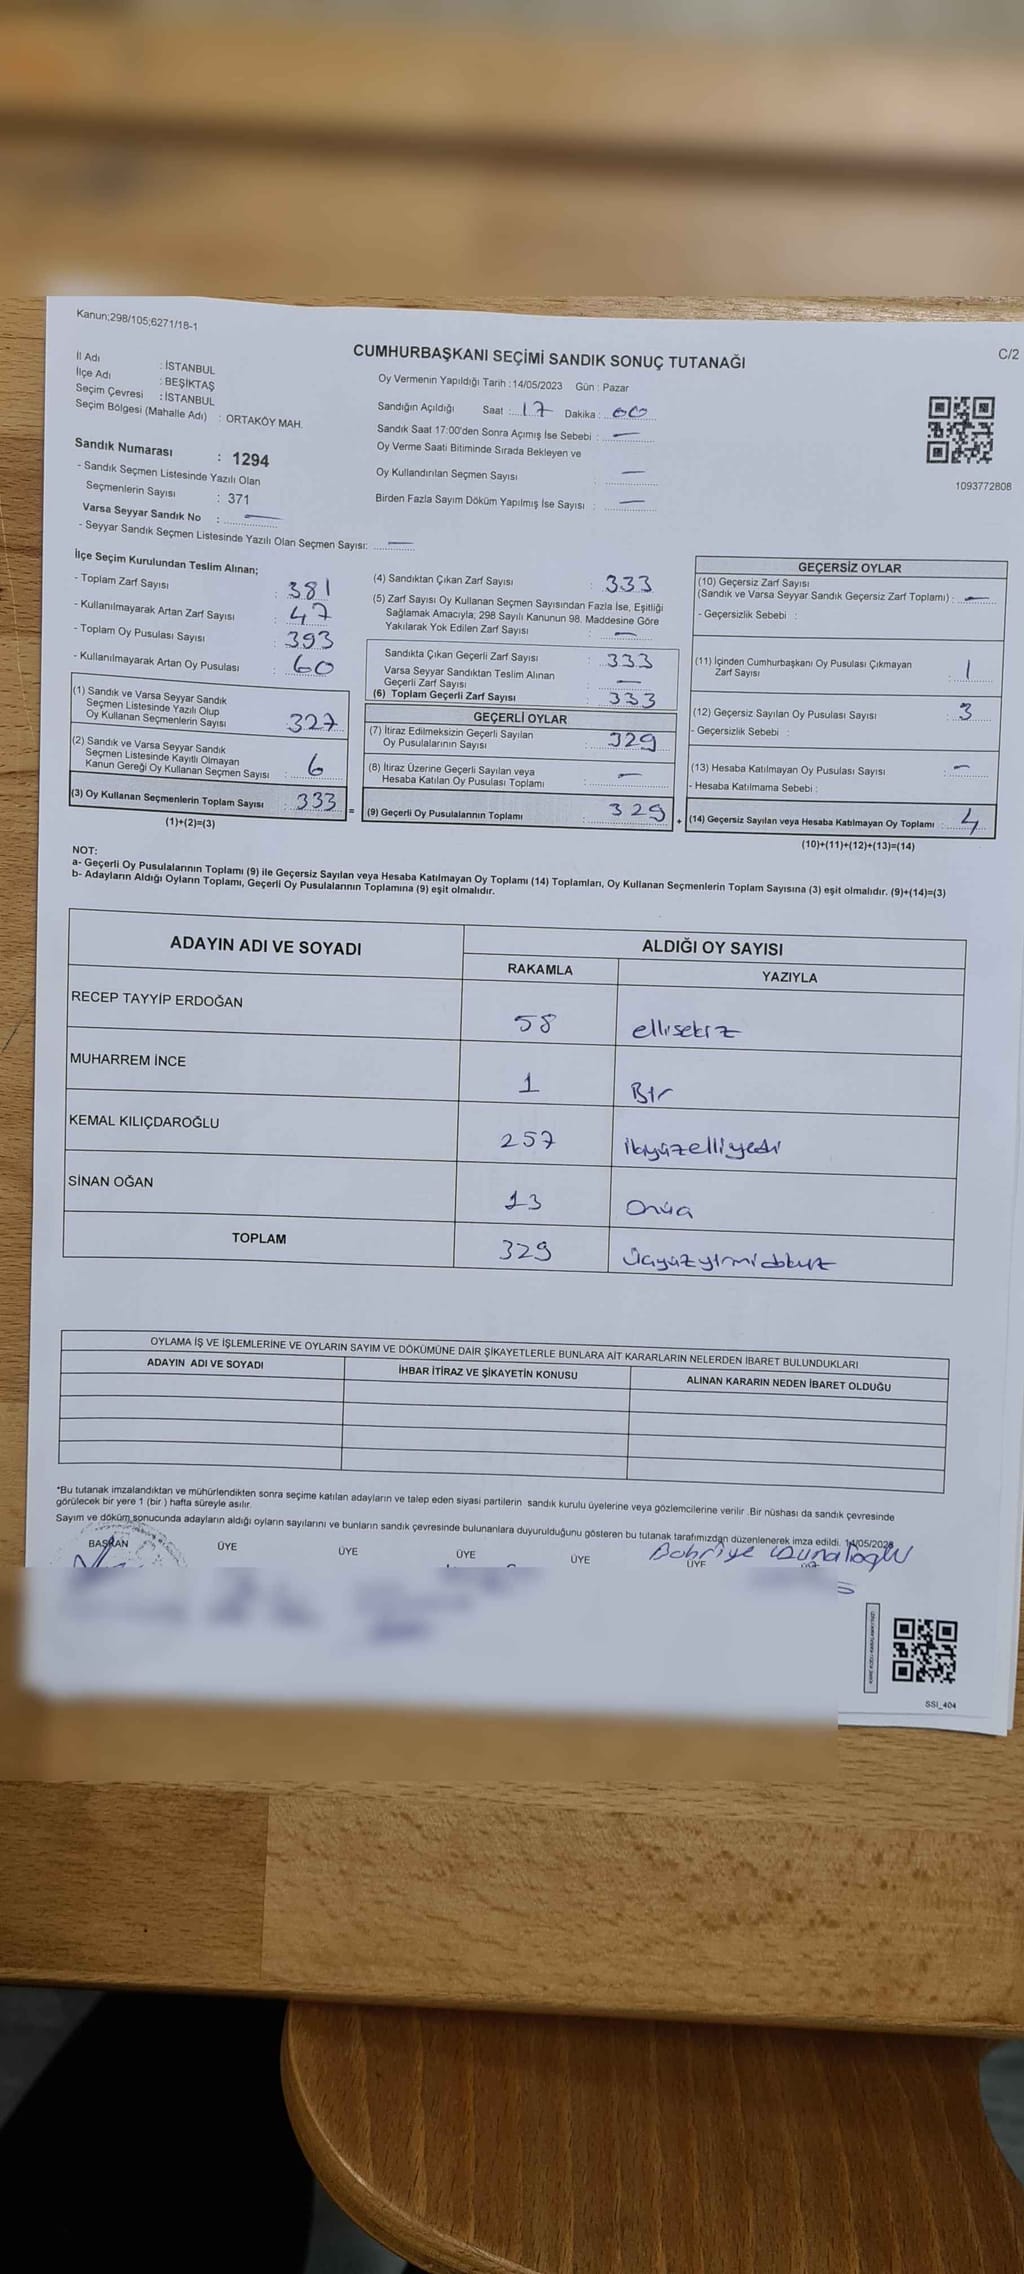 Kanun;298/105;6271/18-1
C/2
CUMHURBAŞKANI SEÇİMİ SANDIK SONUÇ TUTANAĞI
İl Adı : İSTANBUL
İlçe Adı : BEŞİKTAŞ
Seçim Çevresi : İSTANBUL
Seçim Bölgesi (Mahalle Adı) : ORTAKÖY MAH.
Sandık Numarası : 1294
- Sandık Seçmen Listesinde Yazılı Olan
Seçmenlerin Sayısı : 371
Varsa Seyyar Sandık No : —
- Seyyar Sandık Seçmen Listesinde Yazılı Olan Seçmen Sayısı: —
Oy Vermenin Yapıldığı Tarih : 14/05/2023 Gün : Pazar
Sandığın Açıldığı Saat : 17 Dakika : 00
Sandık Saat 17:00'den Sonra Açımış İse Sebebi : —
Oy Verme Saati Bitiminde Sırada Bekleyen ve
Oy Kullandırılan Seçmen Sayısı : —
Birden Fazla Sayım Döküm Yapılmış İse Sayısı : —
1093772808
İlçe Seçim Kurulundan Teslim Alınan;
- Toplam Zarf Sayısı : 381
- Kullanılmayarak Artan Zarf Sayısı : 47
- Toplam Oy Pusulası Sayısı : 393
- Kullanılmayarak Artan Oy Pusulası : 60
(1) Sandık ve Varsa Seyyar Sandık
Seçmen Listesinde Yazılı Olup
Oy Kullanan Seçmenlerin Sayısı : 327
(2) Sandık ve Varsa Seyyar Sandık
Seçmen Listesinde Kayıtlı Olmayan
Kanun Gereği Oy Kullanan Seçmen Sayısı : 6
(3) Oy Kullanan Seçmenlerin Toplam Sayısı : 333 =
(1)+(2)=(3)
(4) Sandıktan Çıkan Zarf Sayısı : 333
(5) Zarf Sayısı Oy Kullanan Seçmen Sayısından Fazla İse, Eşitliği
Sağlamak Amacıyla; 298 Sayılı Kanunun 98. Maddesine Göre
Yakılarak Yok Edilen Zarf Sayısı : —
Sandıkta Çıkan Geçerli Zarf Sayısı : 333
Varsa Seyyar Sandıktan Teslim Alınan
Geçerli Zarf Sayısı : —
(6) Toplam Geçerli Zarf Sayısı : 333
GEÇERLİ OYLAR
(7) İtiraz Edilmeksizin Geçerli Sayılan
Oy Pusulalarının Sayısı : 329
(8) İtiraz Üzerine Geçerli Sayılan veya
Hesaba Katılan Oy Pusulası Toplamı : —
(9) Geçerli Oy Pusulalarının Toplamı : 329 +
GEÇERSİZ OYLAR
(10) Geçersiz Zarf Sayısı
(Sandık ve Varsa Seyyar Sandık Geçersiz Zarf Toplamı) : —
- Geçersizlik Sebebi :
(11) İçinden Cumhurbaşkanı Oy Pusulası Çıkmayan
Zarf Sayısı : 1
(12) Geçersiz Sayılan Oy Pusulası Sayısı : 3
- Geçersizlik Sebebi :
(13) Hesaba Katılmayan Oy Pusulası Sayısı : —
- Hesaba Katılmama Sebebi :
(14) Geçersiz Sayılan veya Hesaba Katılmayan Oy Toplamı : 4
(10)+(11)+(12)+(13)=(14)
NOT:
a- Geçerli Oy Pusulalarının Toplamı (9) ile Geçersiz Sayılan veya Hesaba Katılmayan Oy Toplamı (14) Toplamları, Oy Kullanan Seçmenlerin Toplam Sayısına (3) eşit olmalıdır. (9)+(14)=(3)
b- Adayların Aldığı Oyların Toplamı, Geçerli Oy Pusulalarının Toplamına (9) eşit olmalıdır.
ADAYIN ADI VE SOYADI ALDIĞI OY SAYISI
RAKAMLA YAZIYLA
RECEP TAYYİP ERDOĞAN 58 ellisekiz
MUHARREM İNCE 1 Bir
KEMAL KILIÇDAROĞLU 257 ikiyüzelliyedi
SİNAN OĞAN 13 Onüç
TOPLAM 329 Üçyüzyirmidokuz
OYLAMA İŞ VE İŞLEMLERİNE VE OYLARIN SAYIM VE DÖKÜMÜNE DAİR ŞİKAYETLERLE BUNLARA AİT KARARLARIN NELERDEN İBARET BULUNDUKLARI
ADAYIN ADI VE SOYADI İHBAR İTİRAZ VE ŞİKAYETİN KONUSU ALINAN KARARIN NEDEN İBARET OLDUĞU
*Bu tutanak imzalandıktan ve mühürlendikten sonra seçime katılan adayların ve talep eden siyasi partilerin sandık kurulu üyelerine veya gözlemcilerine verilir .Bir nüshası da sandık çevresinde
görülecek bir yere 1 (bir ) hafta süreyle asılır.
Sayım ve döküm sonucunda adayların aldığı oyların sayılarını ve bunların sandık çevresinde bulunanlara duyurulduğunu gösteren bu tutanak tarafımızdan düzenlenerek imza edildi. 14/05/2023
BAŞKAN ÜYE ÜYE ÜYE ÜYE ÜYE
SSI_404